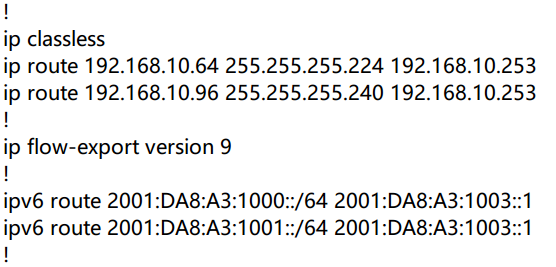 !
ip classless
ip route 192.168.10.64 255.255.255.224 192.168.10.253
ip route 192.168.10.96 255.255.255.240 192.168.10.253
!
ip flow-export version 9
!
ipv6 route 2001:DA8:A3:1000::/64 2001:DA8:A3:1003::1
ipv6 route 2001:DA8:A3:1001::/64 2001:DA8:A3:1003::1
!